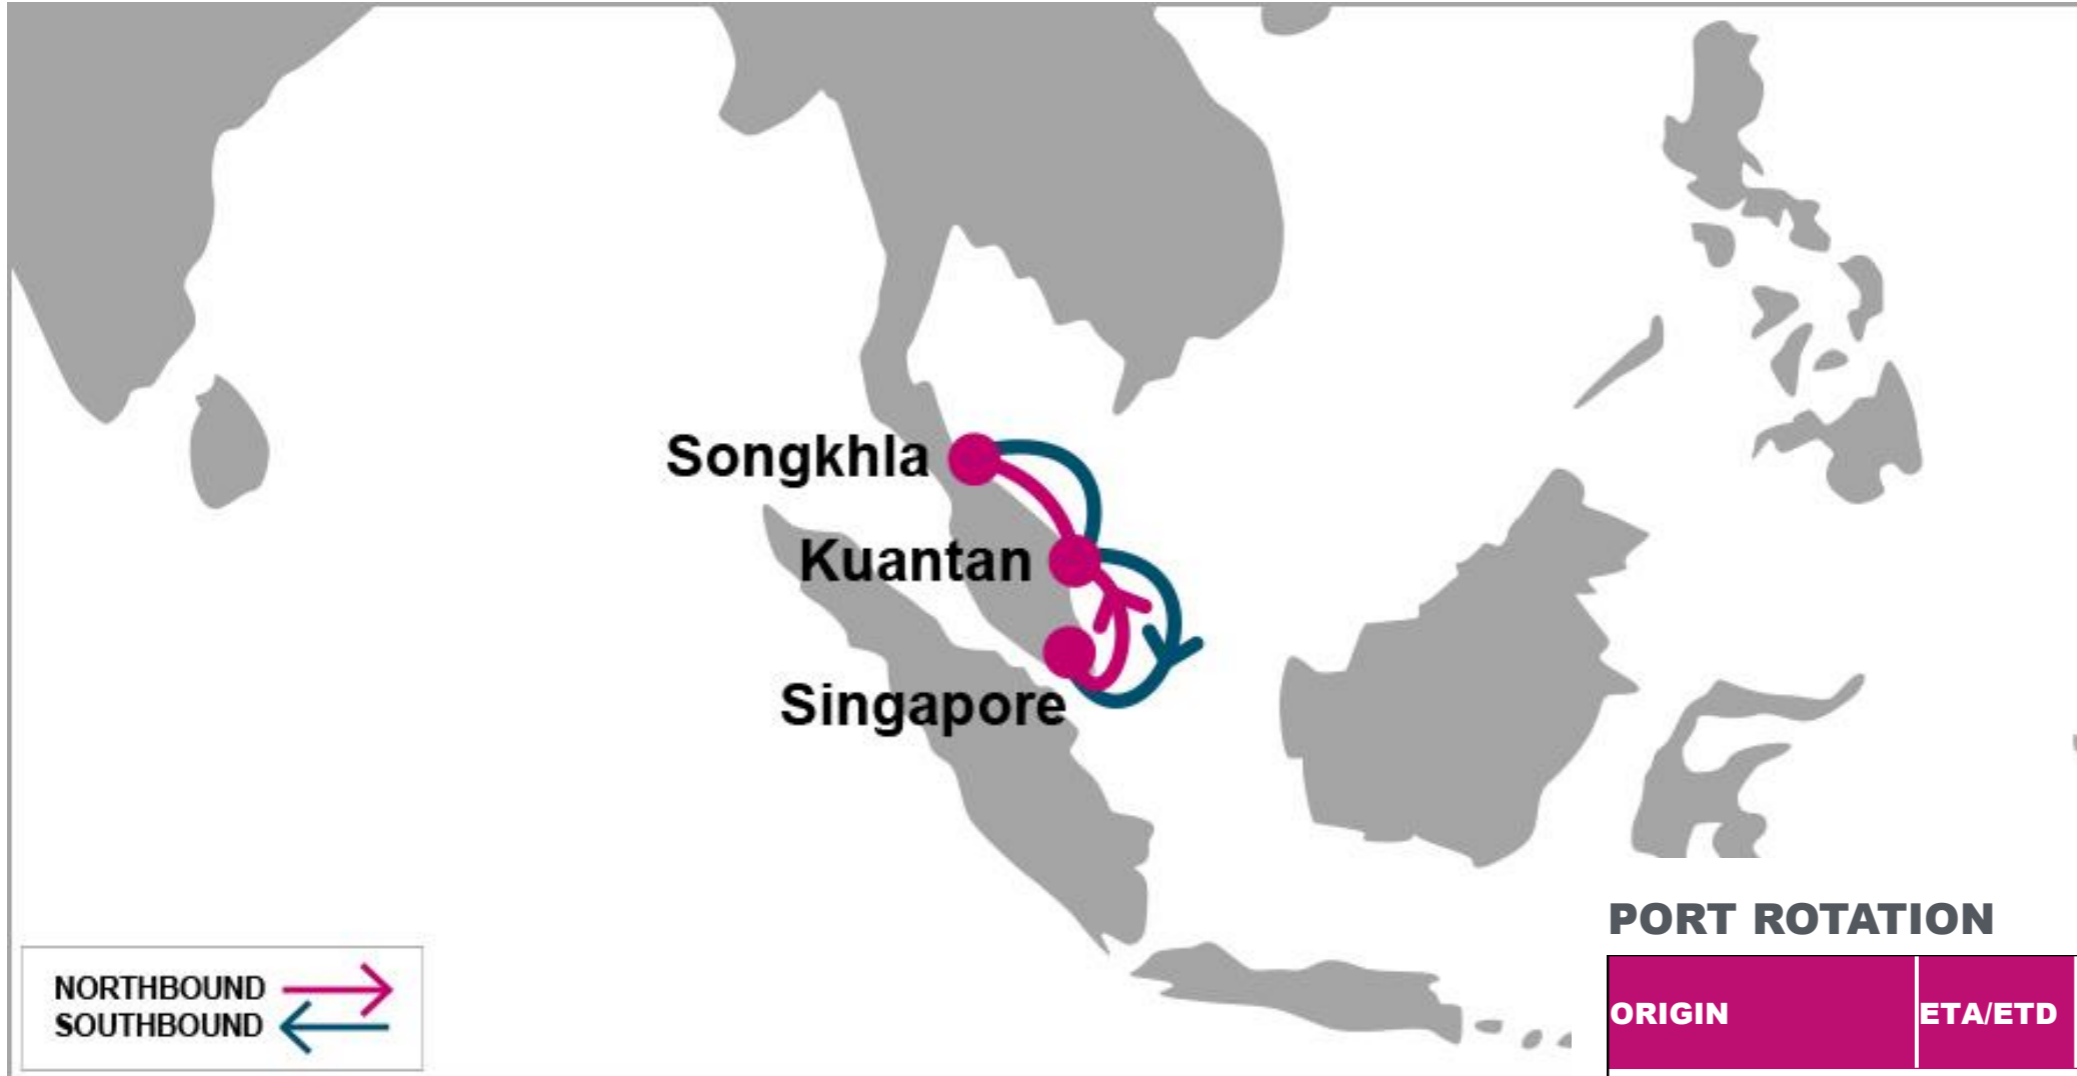 Songkhla
Kuantan
Singapore
NORTHBOUND
SOUTHBOUND
PORT ROTATION
ORIGIN ETA/ETD